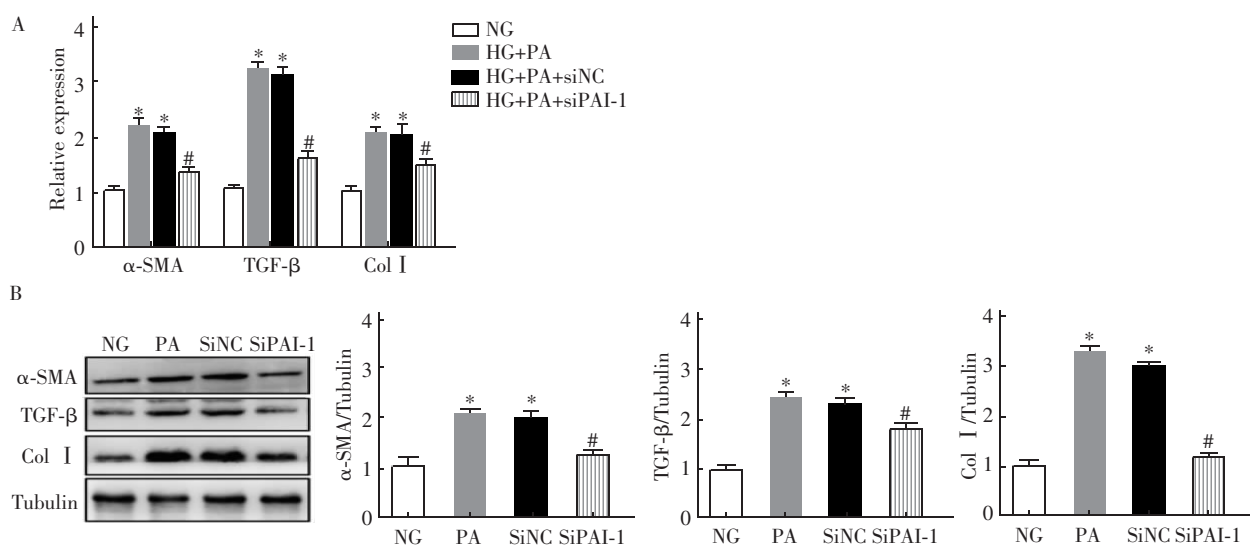 A
Relative expression
4
3
2
1
0
* * # * * # * * #
α-SMA TGF-β Col Ⅰ
NG
HG+PA
HG+PA+siNC
HG+PA+siPAI-1
B
NG PA SiNC SiPAI-1
α-SMA
TGF-β
Col Ⅰ
Tubulin
α-SMA/Tubulin
4
3
2
1
0
* * #
NG PA SiNC SiPAI-1
TGF-β/Tubulin
4
3
2
1
0
* * #
NG PA SiNC SiPAI-1
Col Ⅰ/Tubulin
4
3
2
1
0
* * #
NG PA SiNC SiPAI-1